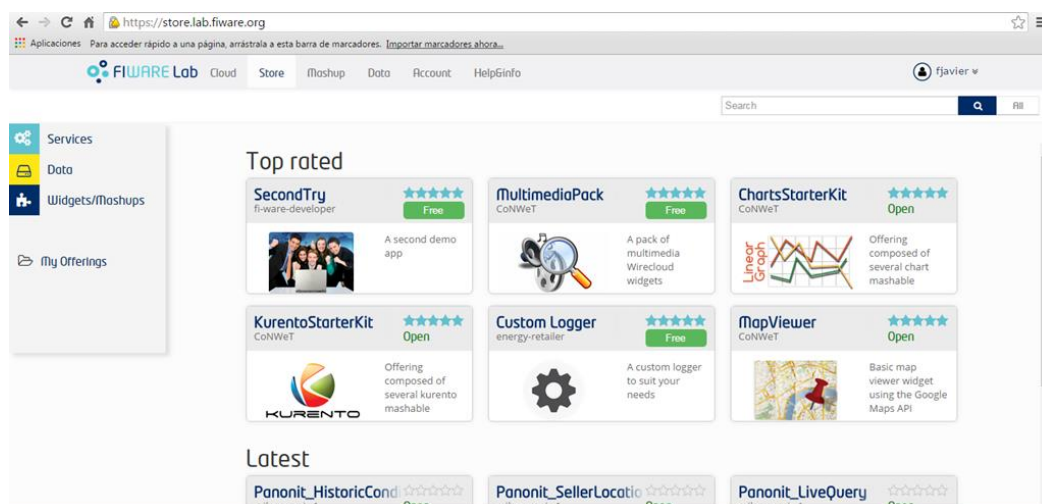 https://store.lab.fiware.org
Aplicaciones Para acceder rápido a una página, arrástrala a esta barra de marcadores. Importar marcadores ahora...
FIWARE Lab Cloud Store Mashup Data Account Help&info fjavier
Search All
Services
Data
Widgets/Mashups
My Offerings
Top rated
SecondTry
fi-ware-developer
Free
A second demo
app
MultimediaPack
CoNWeT
Free
A pack of
multimedia
Wirecloud
widgets
ChartsStarterKit
CoNWeT
Open
Linear
Graph
Offering
composed of
several chart
mashable
KurentoStarterKit
CoNWeT
Open
KURENTO
Offering
composed of
several kurento
mashable
Custom Logger
energy-retailer
Free
A custom logger
to suit your
needs
MapViewer
CoNWeT
Open
Basic map
viewer widget
using the Google
Maps API
Latest
Panonit_HistoricCondi
Panonit_SellerLocatio
Panonit_LiveQuery